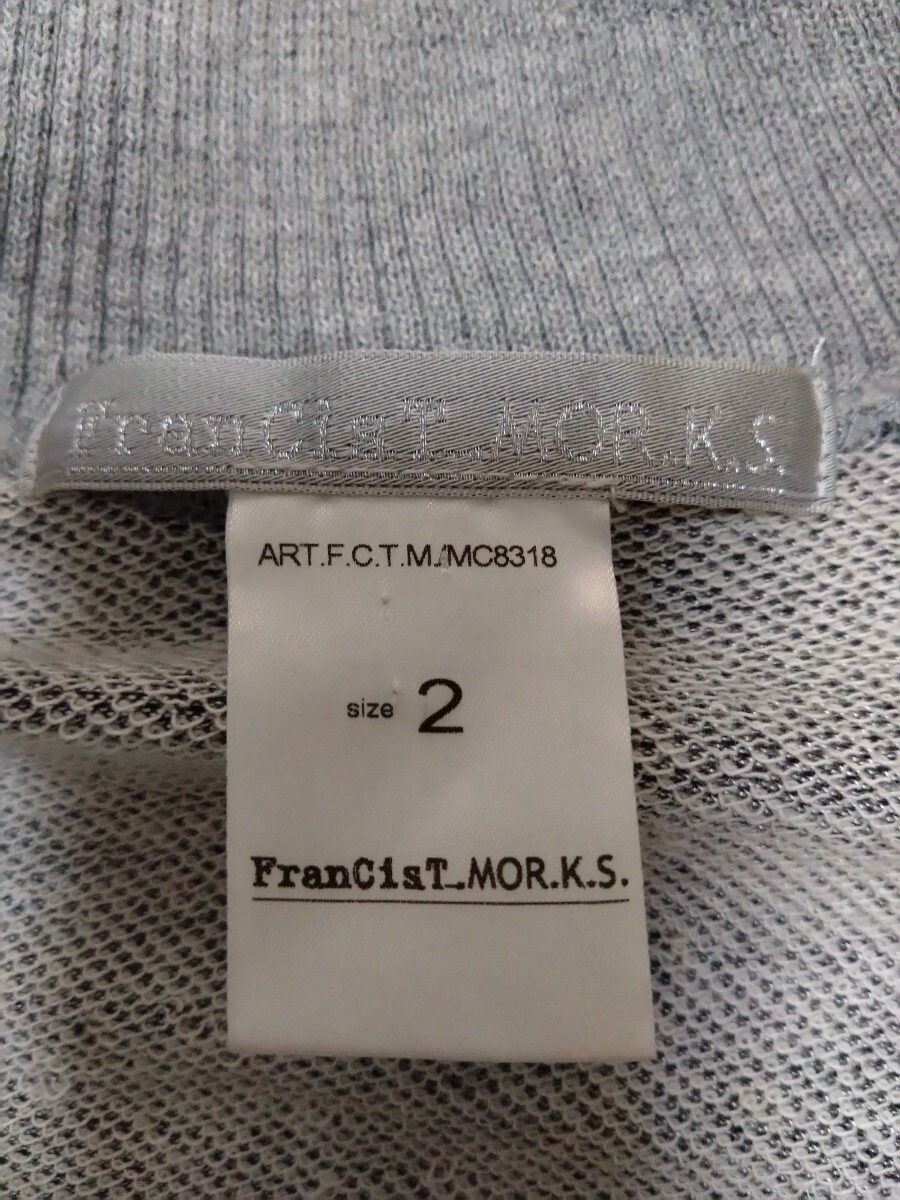 FranCisT_MOR.K.s.
ART.F.C.T.M./MC8318
size 2
FranCisT_MOR.K.S.